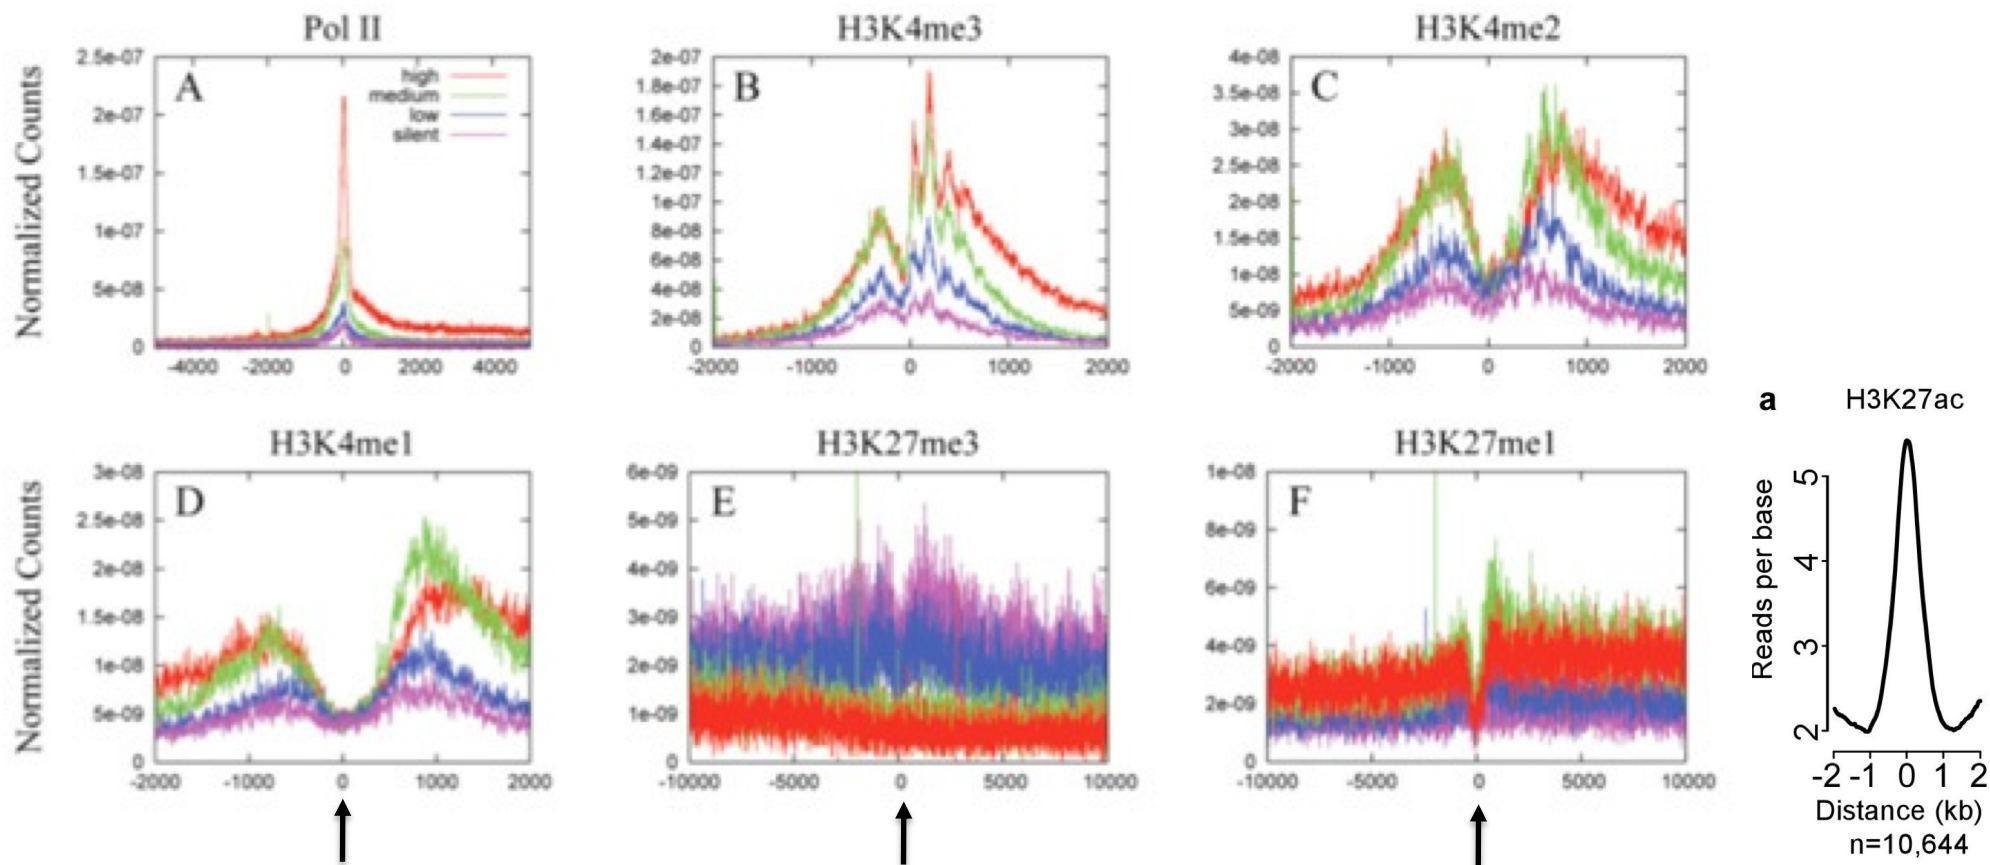 Pol II
H3K4me3
H3K4me2
Normalized Counts
2.5e-07
2e-07
1.5e-07
1e-07
5e-08
0
A
high
medium
low
silent
-4000
-2000
0
2000
4000
2e-07
1.8e-07
1.6e-07
1.4e-07
1.2e-07
1e-07
8e-08
6e-08
4e-08
2e-08
0
B
-2000
-1000
0
1000
2000
4e-08
3.5e-08
3e-08
2.5e-08
2e-08
1.5e-08
1e-08
5e-09
0
C
-2000
-1000
0
1000
2000
H3K4me1
H3K27me3
H3K27me1
Normalized Counts
3e-08
2.5e-08
2e-08
1.5e-08
1e-08
5e-09
0
D
-2000
-1000
0
1000
2000
6e-09
5e-09
4e-09
3e-09
2e-09
1e-09
0
E
-10000
-5000
0
5000
10000
1e-08
8e-09
6e-09
4e-09
2e-09
0
F
-10000
-5000
0
5000
10000
a
H3K27ac
Reads per base
5
4
3
2
-2 -1 0 1 2
Distance (kb)
n=10,644